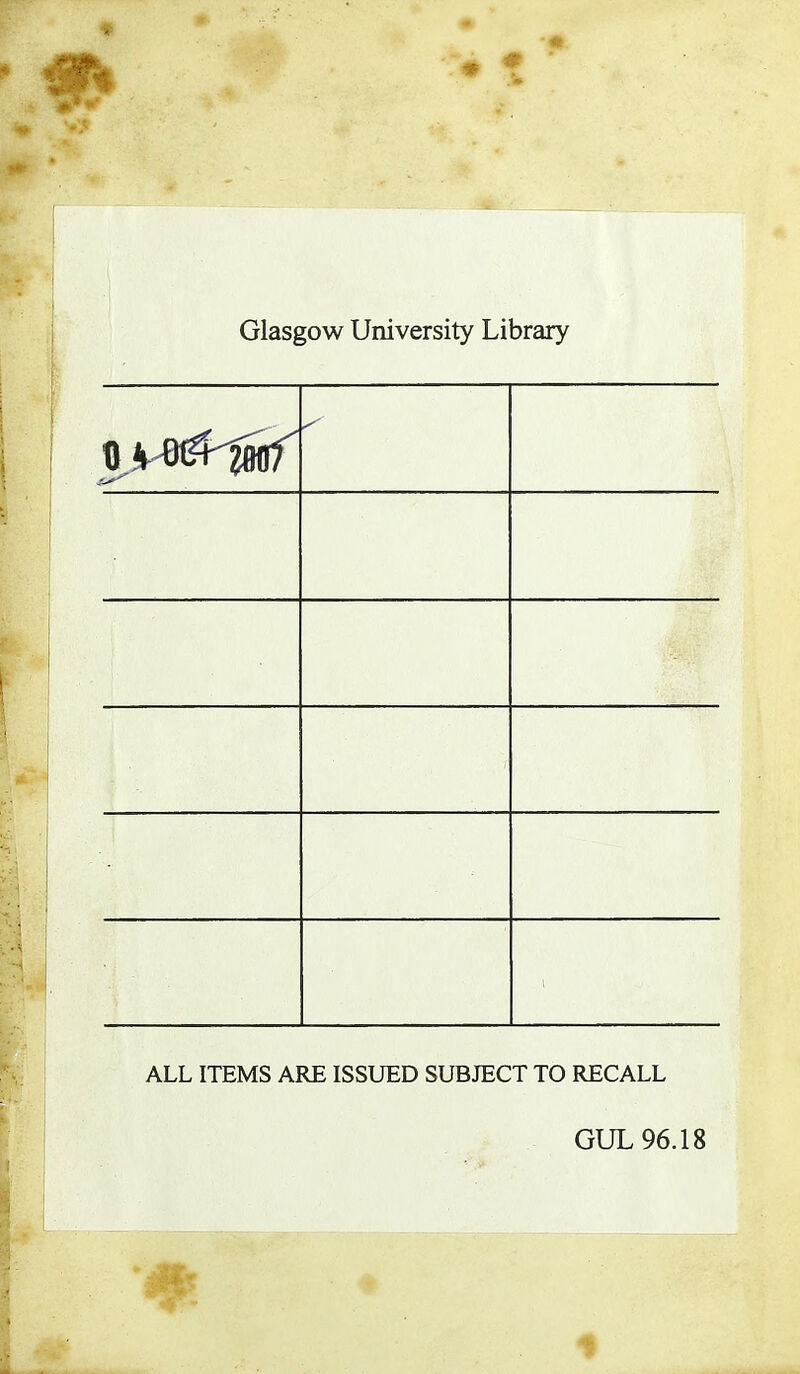 Glasgow University Library
04 OCT 2007
ALL ITEMS ARE ISSUED SUBJECT TO RECALL
GUL 96.18